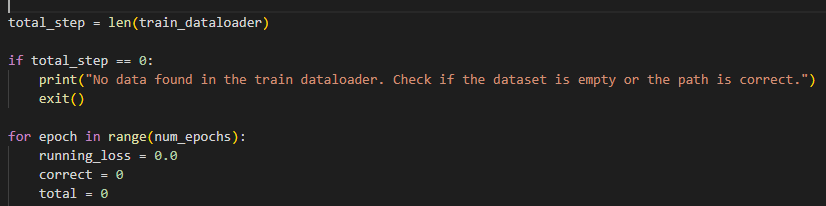 total_step = len(train_dataloader)
if total_step == 0:
    print("No data found in the train dataloader. Check if the dataset is empty or the path is correct.")
    exit()
for epoch in range(num_epochs):
    running_loss = 0.0
    correct = 0
    total = 0